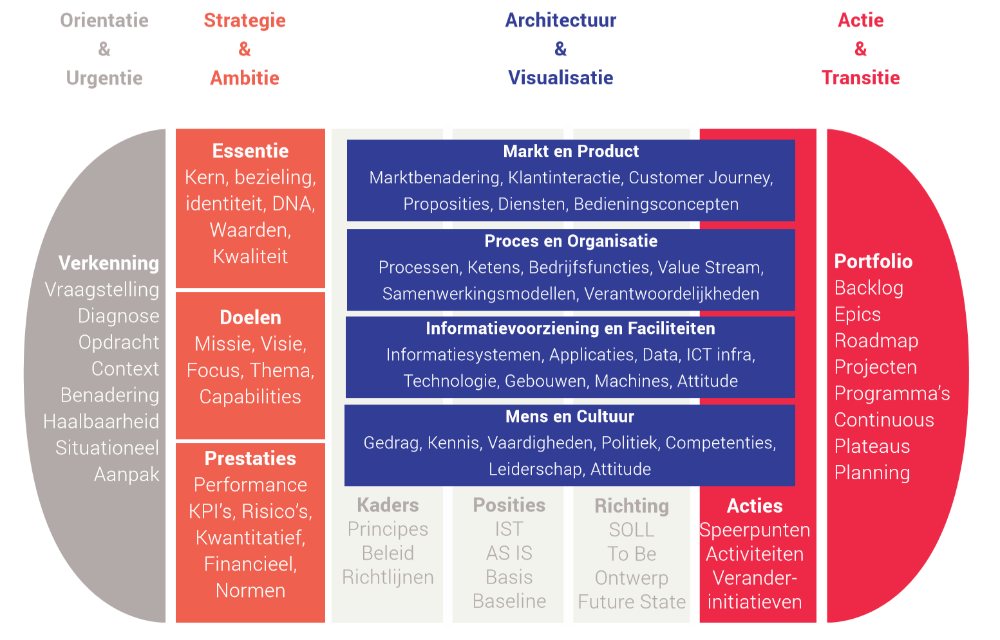 Orientatie
&
Urgentie
Strategie
&
Ambitie
Architectuur
&
Visualisatie
Actie
&
Transitie
Verkenning
Vraagstelling
Diagnose
Opdracht
Context
Benadering
Haalbaarheid
Situationeel
Aanpak
Essentie
Kern, bezieling,
identiteit, DNA,
Waarden,
Kwaliteit
Doelen
Missie, Visie,
Focus, Thema,
Capabilities
Prestaties
Performance
KPI's, Risico's,
Kwantitatief,
Financieel,
Normen
Markt en Product
Marktbenadering, Klantinteractie, Customer Journey,
Proposities, Diensten, Bedieningsconcepten
Proces en Organisatie
Processen, Ketens, Bedrijfsfuncties, Value Stream,
Samenwerkingsmodellen, Verantwoordelijkheden
Informatievoorziening en Faciliteiten
Informatiesystemen, Applicaties, Data, ICT infra,
Technologie, Gebouwen, Machines, Attitude
Mens en Cultuur
Gedrag, Kennis, Vaardigheden, Politiek, Competenties,
Leiderschap, Attitude
Kaders
Principes
Beleid
Richtlijnen
Posities
IST
AS IS
Basis
Baseline
Richting
SOLL
To Be
Ontwerp
Future State
Acties
Speerpunten
Activiteiten
Verander-
initiatieven
Portfolio
Backlog
Epics
Roadmap
Projecten
Programma's
Continuous
Plateaus
Planning